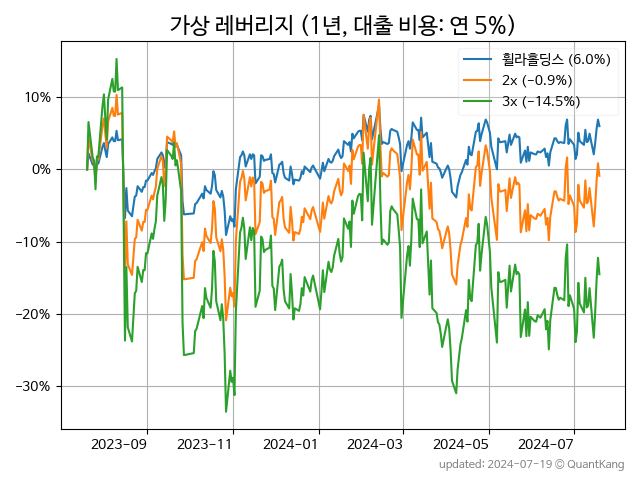 가상 레버리지 (1년, 대출 비용: 연 5%)
휠라홀딩스 (6.0%)
2x (−0.9%)
3x (−14.5%)
10%
0%
−10%
−20%
−30%
2023-09 2023-11 2024-01 2024-03 2024-05 2024-07
updated: 2024-07-19 © QuantKang